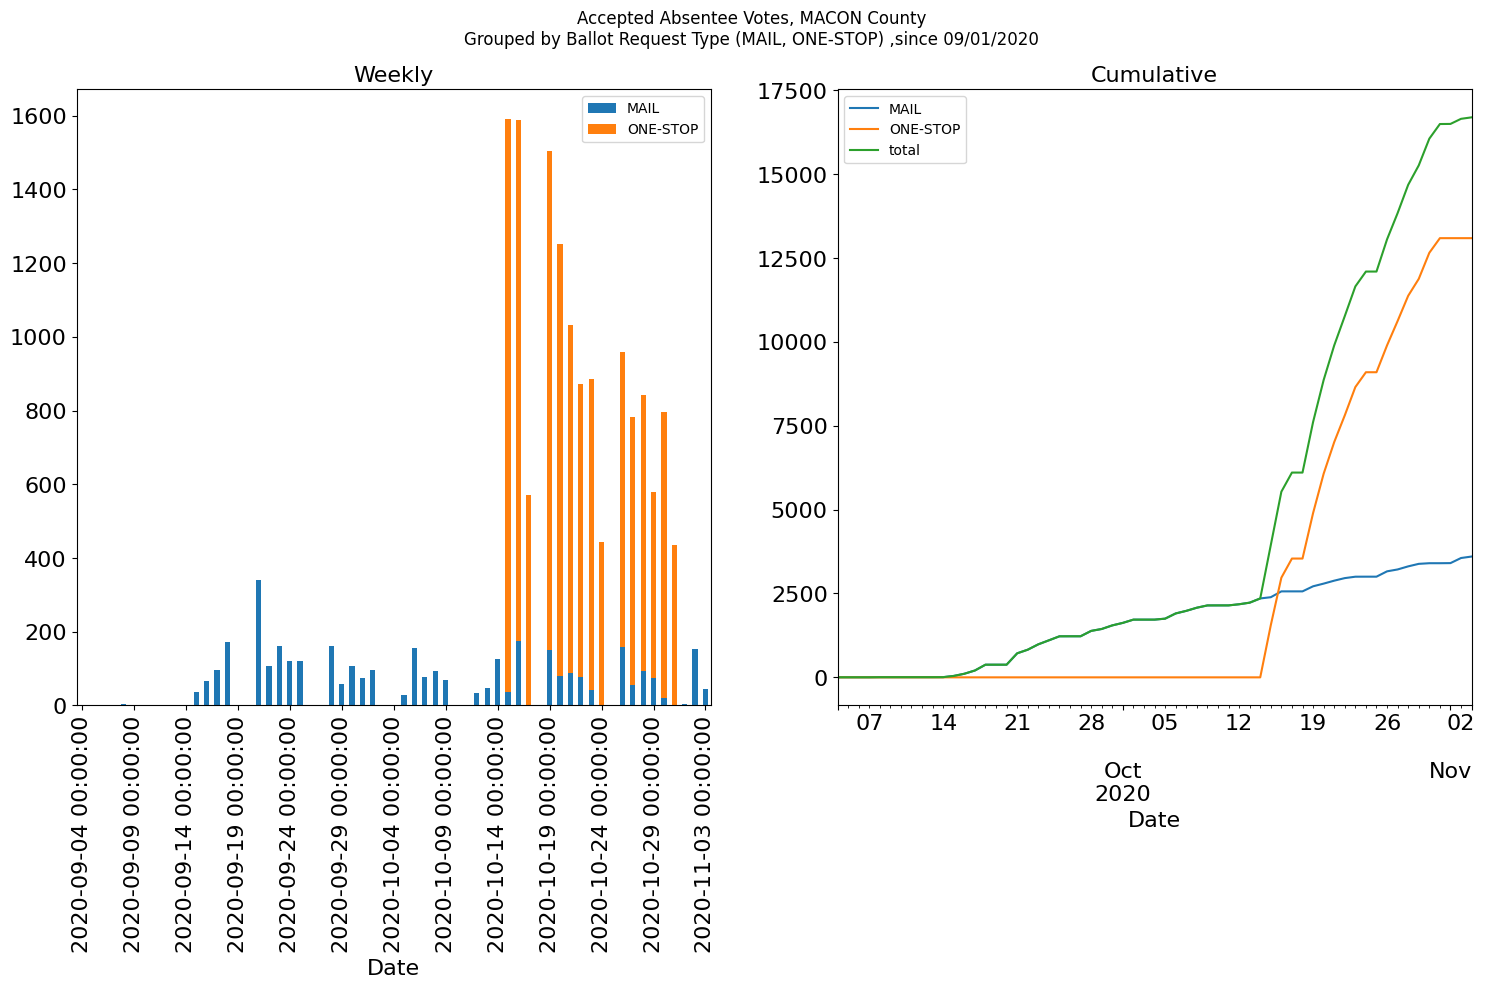 Accepted Absentee Votes, MACON County
Grouped by Ballot Request Type (MAIL, ONE-STOP) ,since 09/01/2020
Weekly
MAIL
ONE-STOP
1600
1400
1200
1000
800
600
400
200
0
2020-09-04 00:00:00
2020-09-09 00:00:00
2020-09-14 00:00:00
2020-09-19 00:00:00
2020-09-24 00:00:00
2020-09-29 00:00:00
2020-10-04 00:00:00
2020-10-09 00:00:00
2020-10-14 00:00:00
2020-10-19 00:00:00
2020-10-24 00:00:00
2020-10-29 00:00:00
2020-11-03 00:00:00
Date
Cumulative
MAIL
ONE-STOP
total
17500
15000
12500
10000
7500
5000
2500
0
07 14 21 28 05 12 19 26 02
Oct Nov
2020
Date